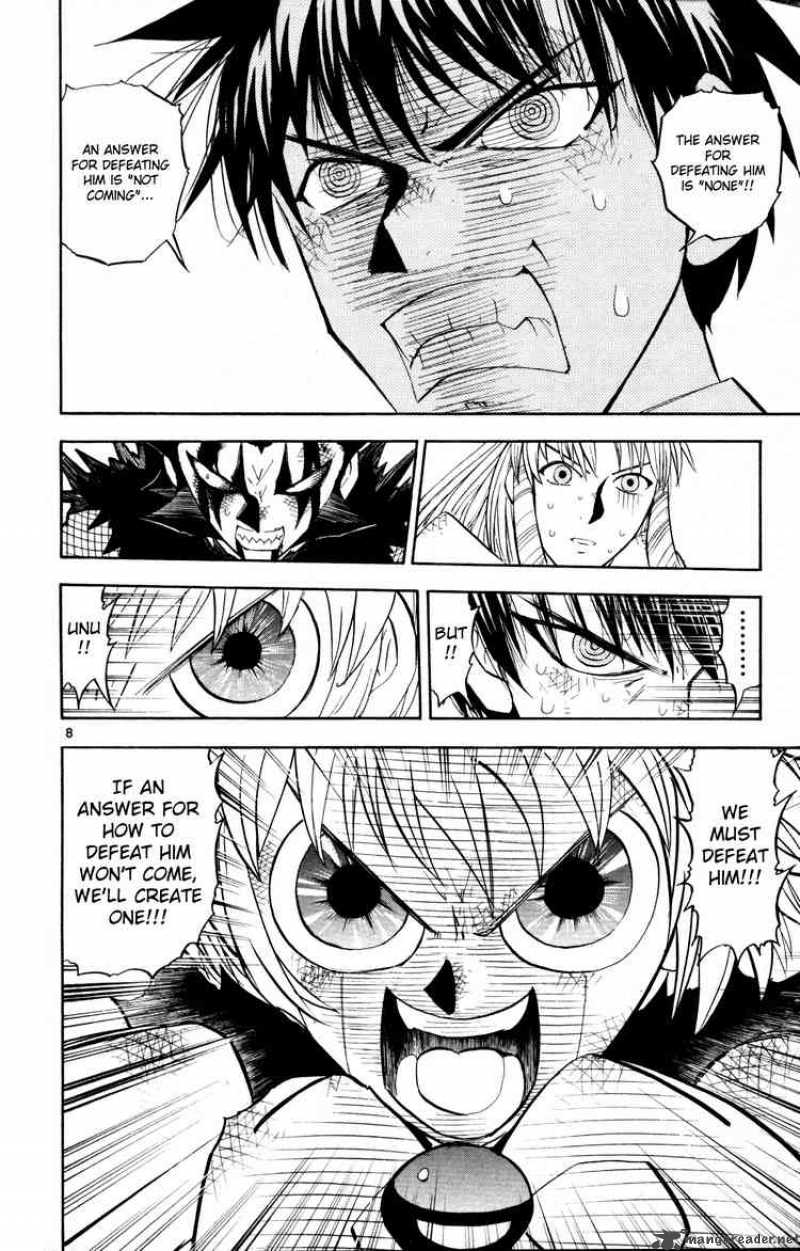 THE ANSWER
FOR
DEFEATING HIM
IS "NONE"!!
AN ANSWER
FOR DEFEATING
HIM IS "NOT
COMING"...
.........
BUT
!!
UNU
!!
8
WE
MUST
DEFEAT
HIM!!!
IF AN
ANSWER FOR
HOW TO
DEFEAT HIM
WON'T COME,
WE'LL CREATE
ONE!!!
mangareader.net